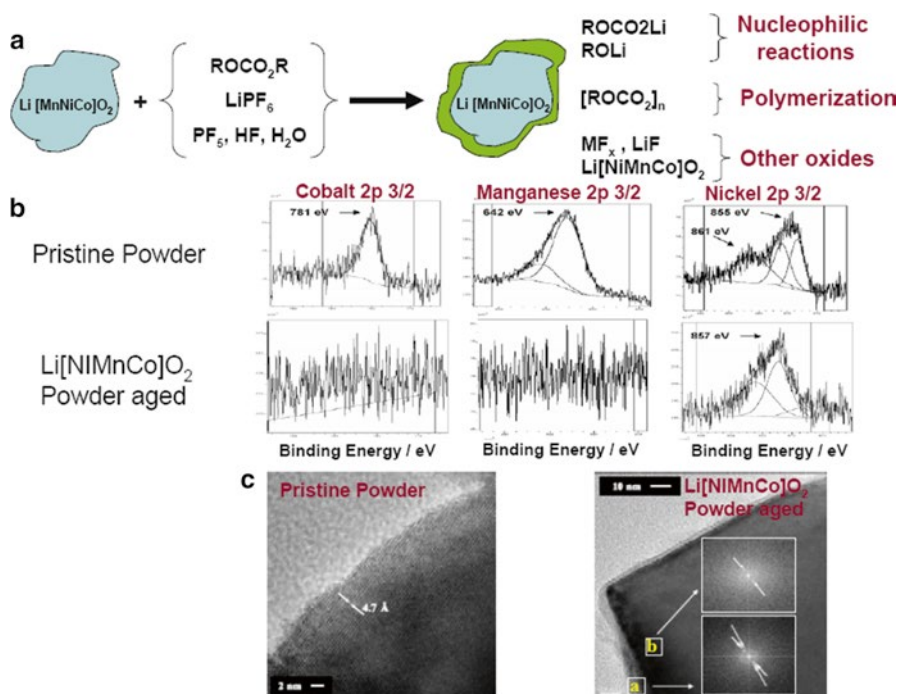 a
Li [MnNiCo]O2
+
ROCO2R
LiPF6
PF5, HF, H2O
Li [MnNiCo]O2
ROCO2Li
ROLi
Nucleophilic
reactions
[ROCO2]n
Polymerization
MFx , LiF
Li[NiMnCo]O2
Other oxides
b
Cobalt 2p 3/2
Manganese 2p 3/2
Nickel 2p 3/2
Pristine Powder
781 eV
642 eV
855 eV
861 eV
Li[NIMnCo]O2
Powder aged
857 eV
Binding Energy / eV
Binding Energy / eV
Binding Energy / eV
c
Pristine Powder
4.7 Å
2 nm
10 nm
Li[NIMnCo]O2
Powder aged
b
a